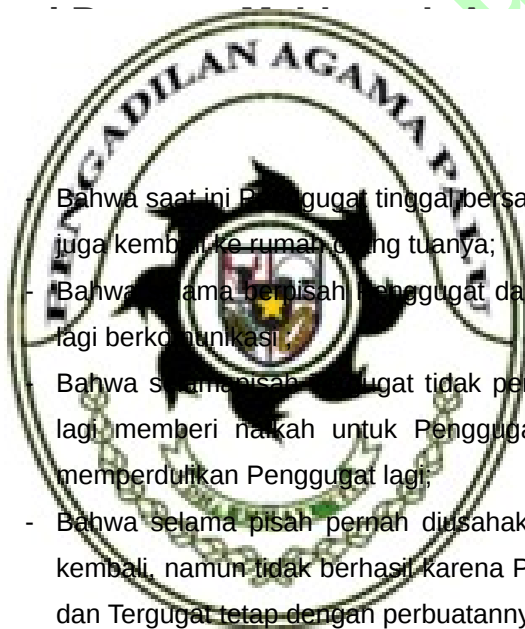 PENGADILAN AGAMA PALU
- Bahwa saat ini Penggugat tinggal bersa
juga kembali ke rumah orang tuanya;
- Bahwa selama berpisah Penggugat da
lagi berkomunikasi
- Bahwa selama pisah Tergugat tidak pe
lagi memberi nafkah untuk Pengguga
memperdulikan Penggugat lagi;
- Bahwa selama pisah pernah diusahak
kembali, namun tidak berhasil karena P
dan Tergugat tetap dengan perbuatanny